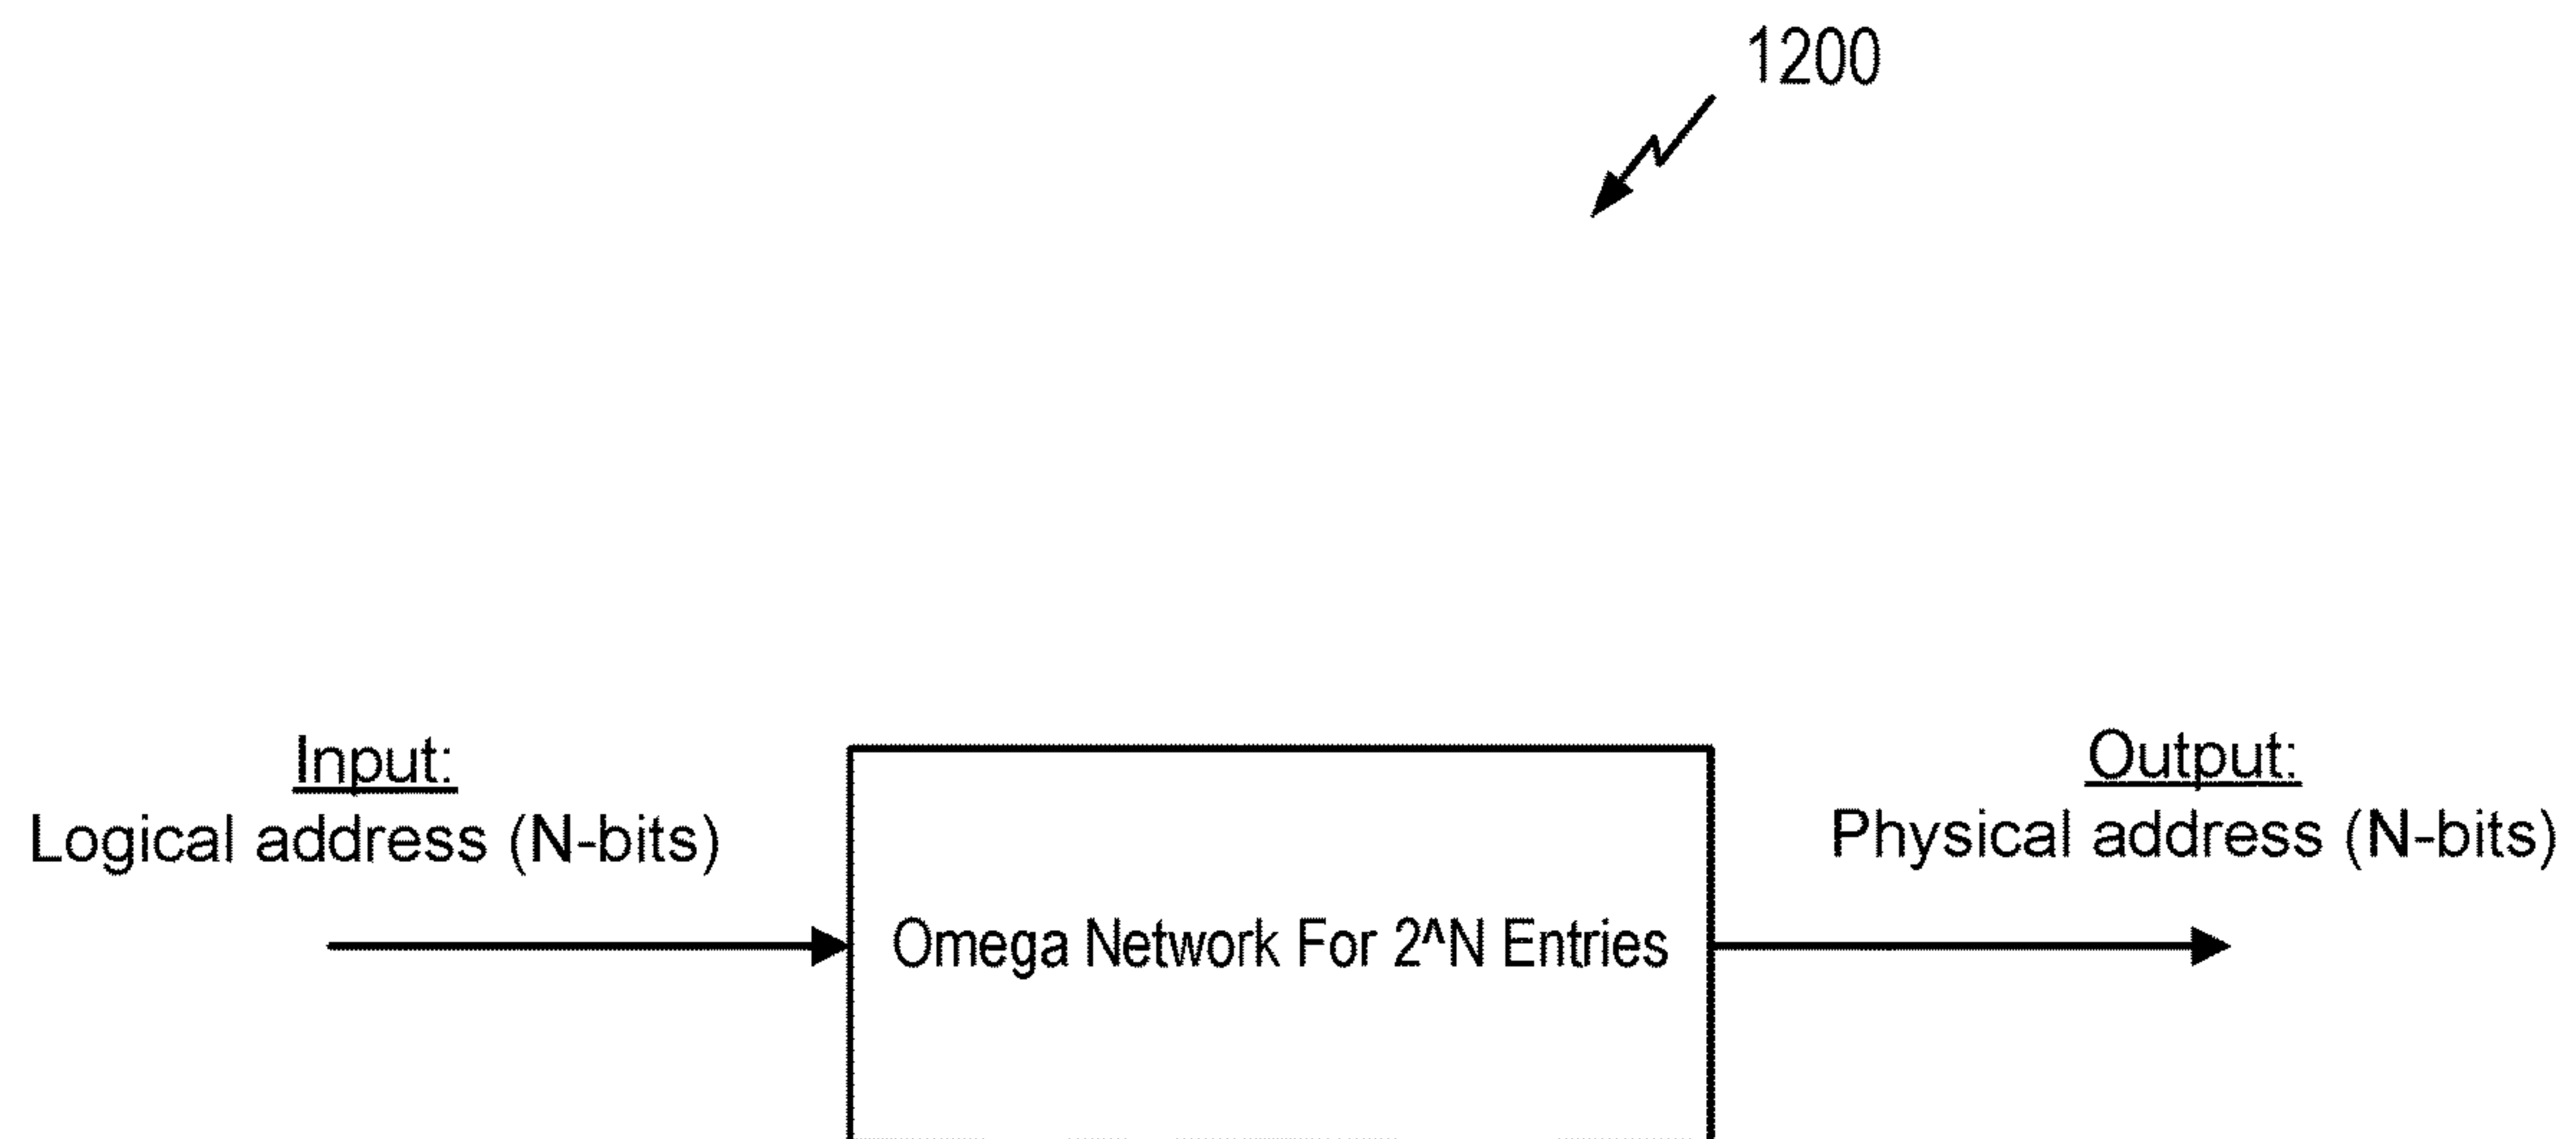 1200
Input:
Logical address (N-bits)
Output:
Physical address (N-bits)
Omega Network For 2^N Entries